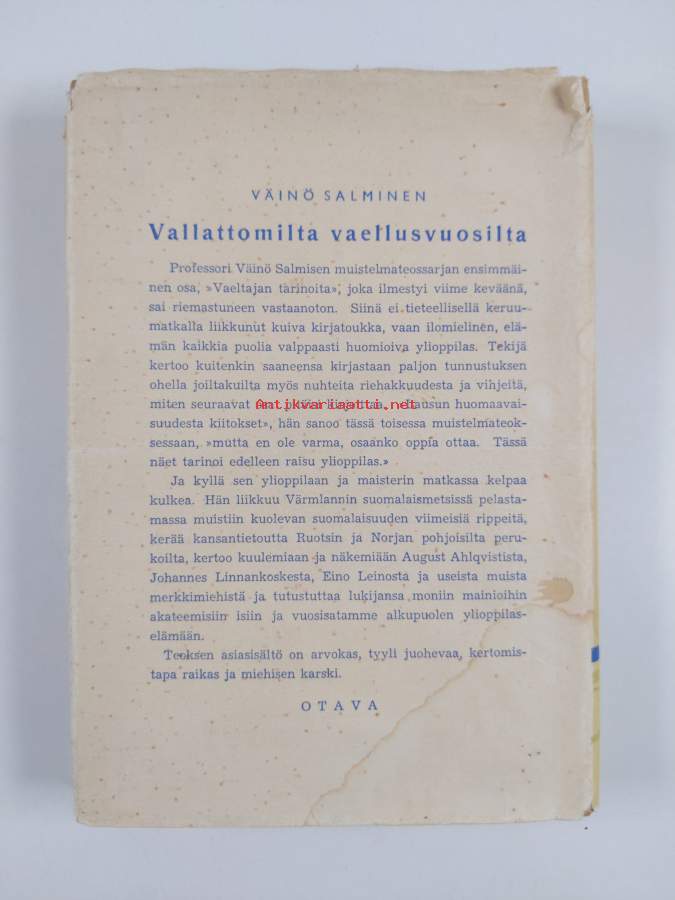 VÄINÖ SALMINEN
Vallattomilta vaellusvuosilta
Professori Väinö Salmisen muistelmateossarjan ensimmäi-
nen osa, »Vaeltajan tarinoita», joka ilmestyi viime keväänä,
sai riemastuneen vastaanoton. Siinä ei tieteellisellä keruu-
matkalla liikkunut kuiva kirjatoukka, vaan ilomielinen, elä-
män kaikkia puolia valppaasti huomioiva ylioppilas. Tekijä
kertoo kuitenkin saaneensa kirjastaan paljon tunnustuksen
ohella joiltakuilta myös nuhteita riehakkuudesta ja vihjeitä,
miten seuraavat kirjoittaa. »Lausun huomaavai-
Antikvariaatti.net
suudesta kiitokset», hän sanoo tässä toisessa muistelmateok-
sessaan, »mutta en ole varma, osaanko oppia ottaa. Tässä
näet tarinoi edelleen raisu ylioppilas.»
Ja kyllä sen ylioppilaan ja maisterin matkassa kelpaa
kulkea. Hän liikkuu Värmlannin suomalaismetsissä pelasta-
massa muistiin kuolevan suomalaisuuden viimeisiä rippeitä,
kerää kansantietoutta Ruotsin ja Norjan pohjoisilta peru-
koilta, kertoo kuulemiaan ja näkemiään August Ahlqvistista,
Johannes Linnankoskesta, Eino Leinosta ja useista muista
merkkimiehistä ja tutustuttaa lukijansa moniin mainioihin
akateemisiin isiin ja vuosisatamme alkupuolen ylioppilas-
elämään.
Teoksen asiasisältö on arvokas, tyyli juohevaa, kertomis-
tapa raikas ja miehisen karski.
OTAVA